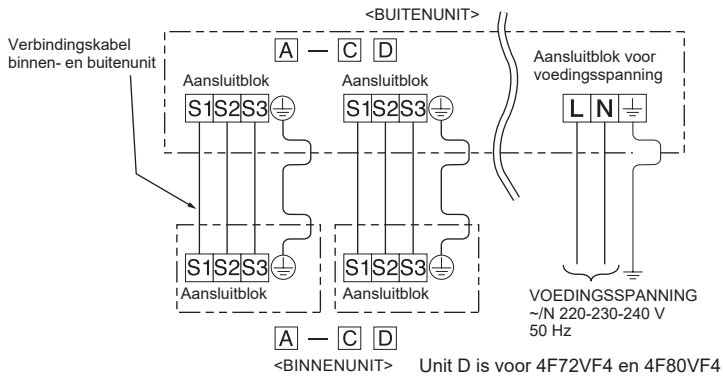 <BUITENUNIT>
Verbindingskabel
binnen- en buitenunit
A — C D
Aansluitblok voor
voedingsspanning
Aansluitblok
Aansluitblok
S1 S2 S3
S1 S2 S3
L N
S1 S2 S3
S1 S2 S3
Aansluitblok
Aansluitblok
VOEDINGSSPANNING
~/N 220-230-240 V
50 Hz
A — C D
<BINNENUNIT>
Unit D is voor 4F72VF4 en 4F80VF4